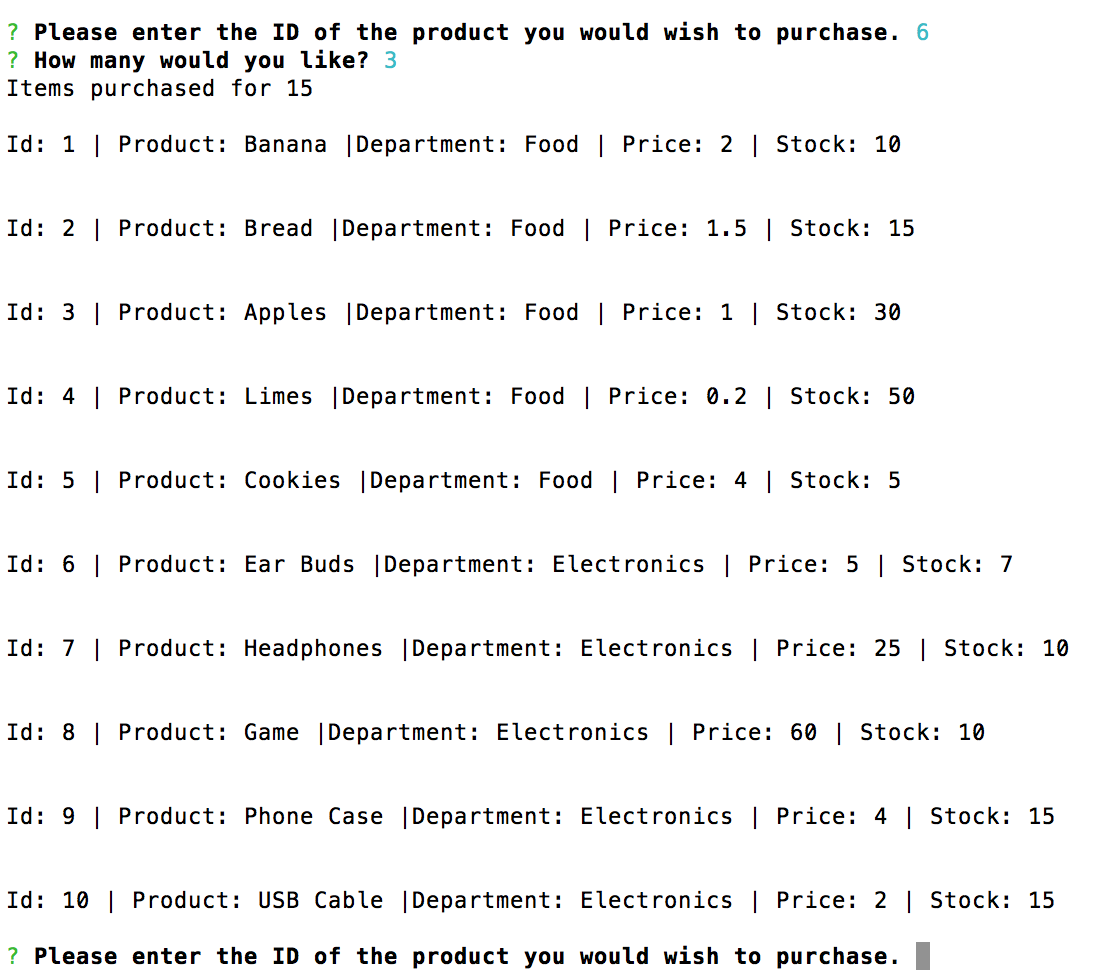 ? Please enter the ID of the product you would wish to purchase. 6
? How many would you like? 3
Items purchased for 15
Id: 1 | Product: Banana |Department: Food | Price: 2 | Stock: 10
Id: 2 | Product: Bread |Department: Food | Price: 1.5 | Stock: 15
Id: 3 | Product: Apples |Department: Food | Price: 1 | Stock: 30
Id: 4 | Product: Limes |Department: Food | Price: 0.2 | Stock: 50
Id: 5 | Product: Cookies |Department: Food | Price: 4 | Stock: 5
Id: 6 | Product: Ear Buds |Department: Electronics | Price: 5 | Stock: 7
Id: 7 | Product: Headphones |Department: Electronics | Price: 25 | Stock: 10
Id: 8 | Product: Game |Department: Electronics | Price: 60 | Stock: 10
Id: 9 | Product: Phone Case |Department: Electronics | Price: 4 | Stock: 15
Id: 10 | Product: USB Cable |Department: Electronics | Price: 2 | Stock: 15
? Please enter the ID of the product you would wish to purchase.